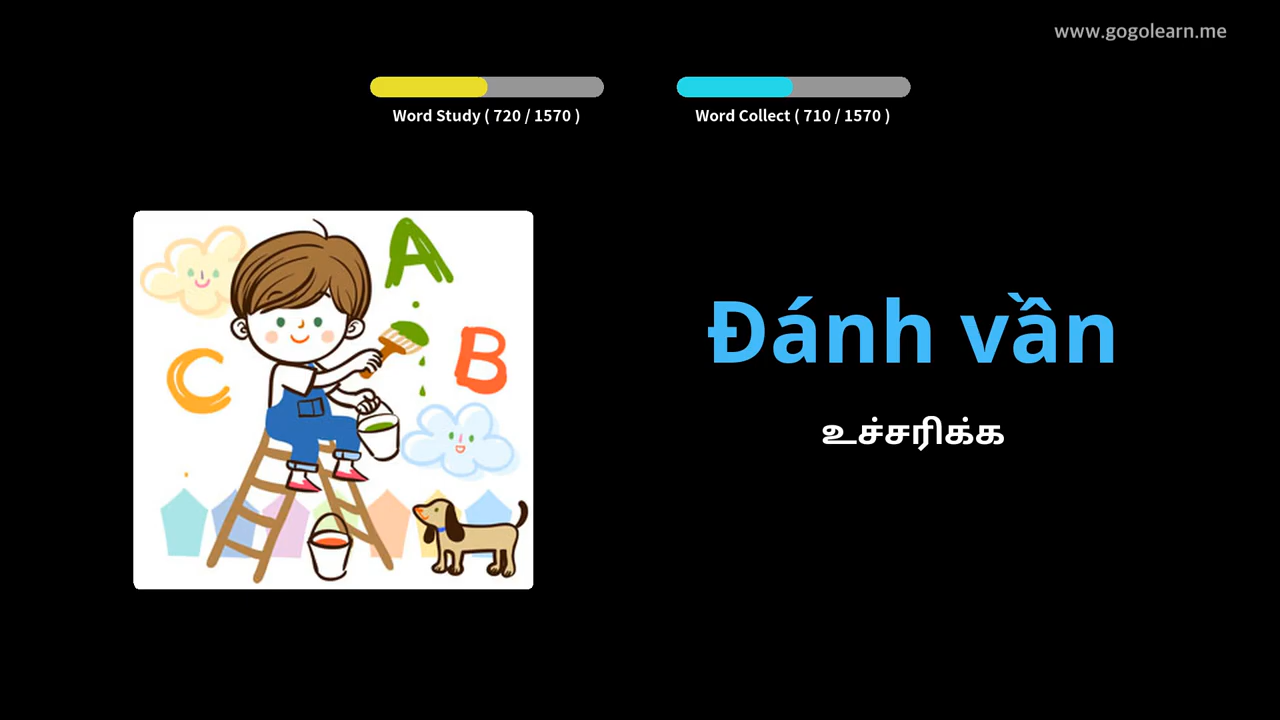 www.gogolearn.me
Word Study ( 720 / 1570 )
Word Collect ( 710 / 1570 )
A
B
C
Đánh vần
உச்சரிக்க